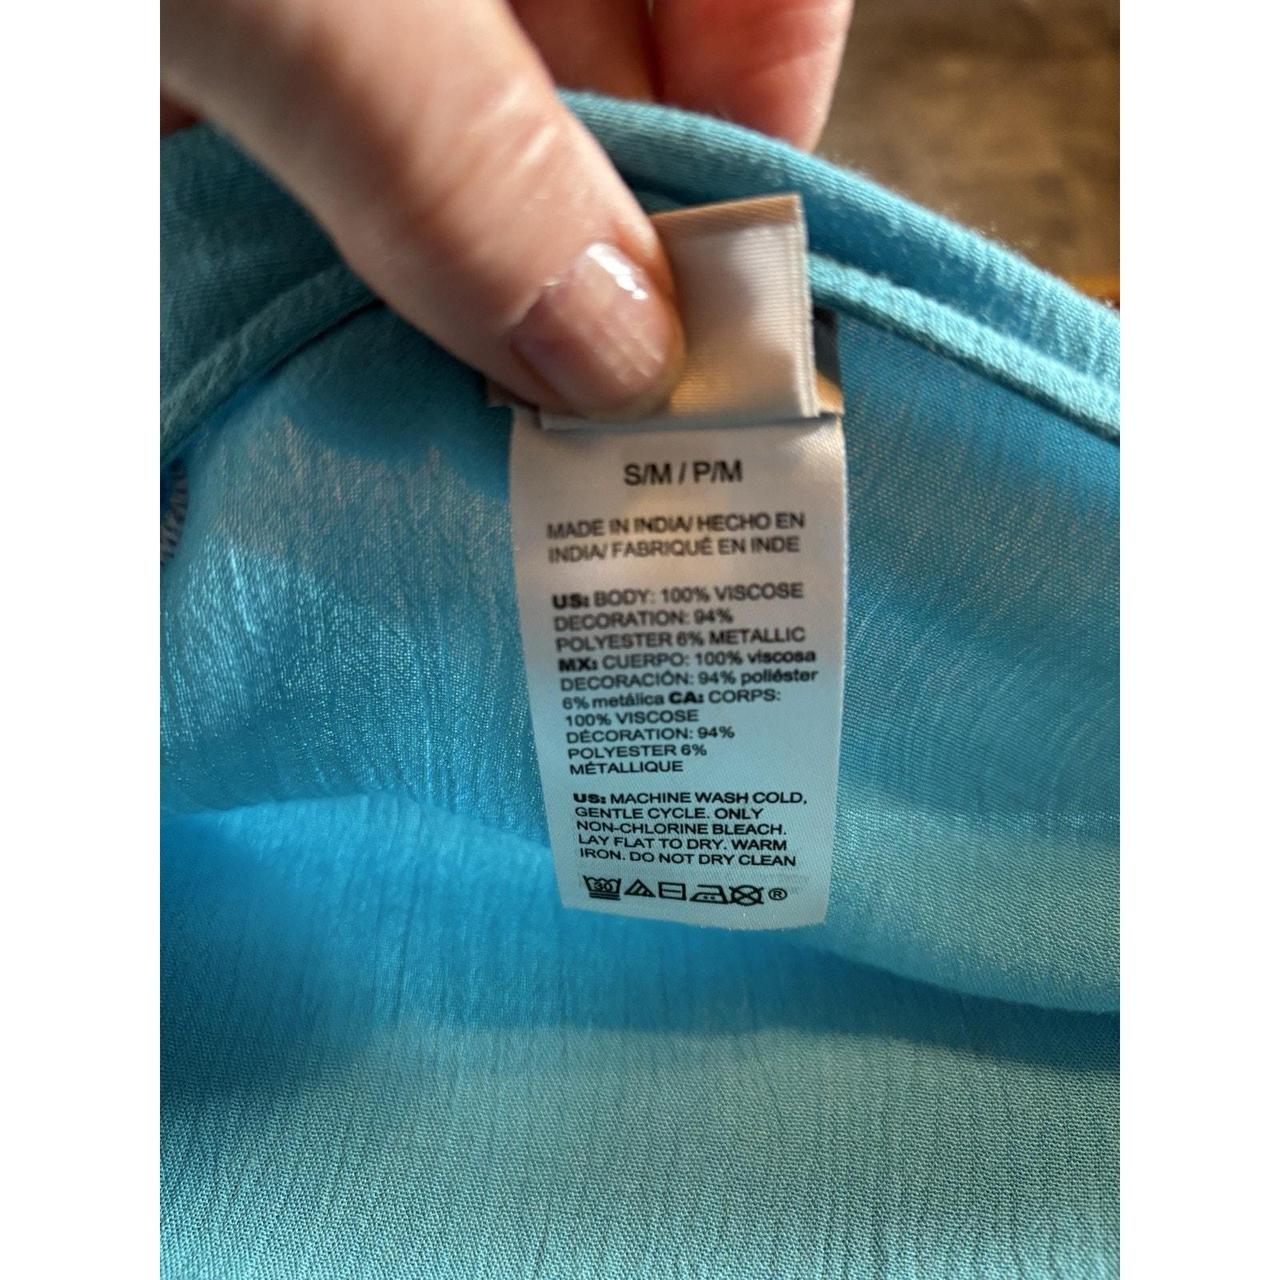 S/M / P/M
MADE IN INDIA/ HECHO EN
INDIA/ FABRIQUÉ EN INDE
US: BODY: 100% VISCOSE
DECORATION: 94%
POLYESTER 6% METALLIC
MX: CUERPO: 100% viscosa
DECORACIÓN: 94% poliéster
6% metálica CA: CORPS:
100% VISCOSE
DÉCORATION: 94%
POLYESTER 6%
MÉTALLIQUE
US: MACHINE WASH COLD,
GENTLE CYCLE. ONLY
NON-CHLORINE BLEACH.
LAY FLAT TO DRY. WARM
IRON. DO NOT DRY CLEAN
30 ®